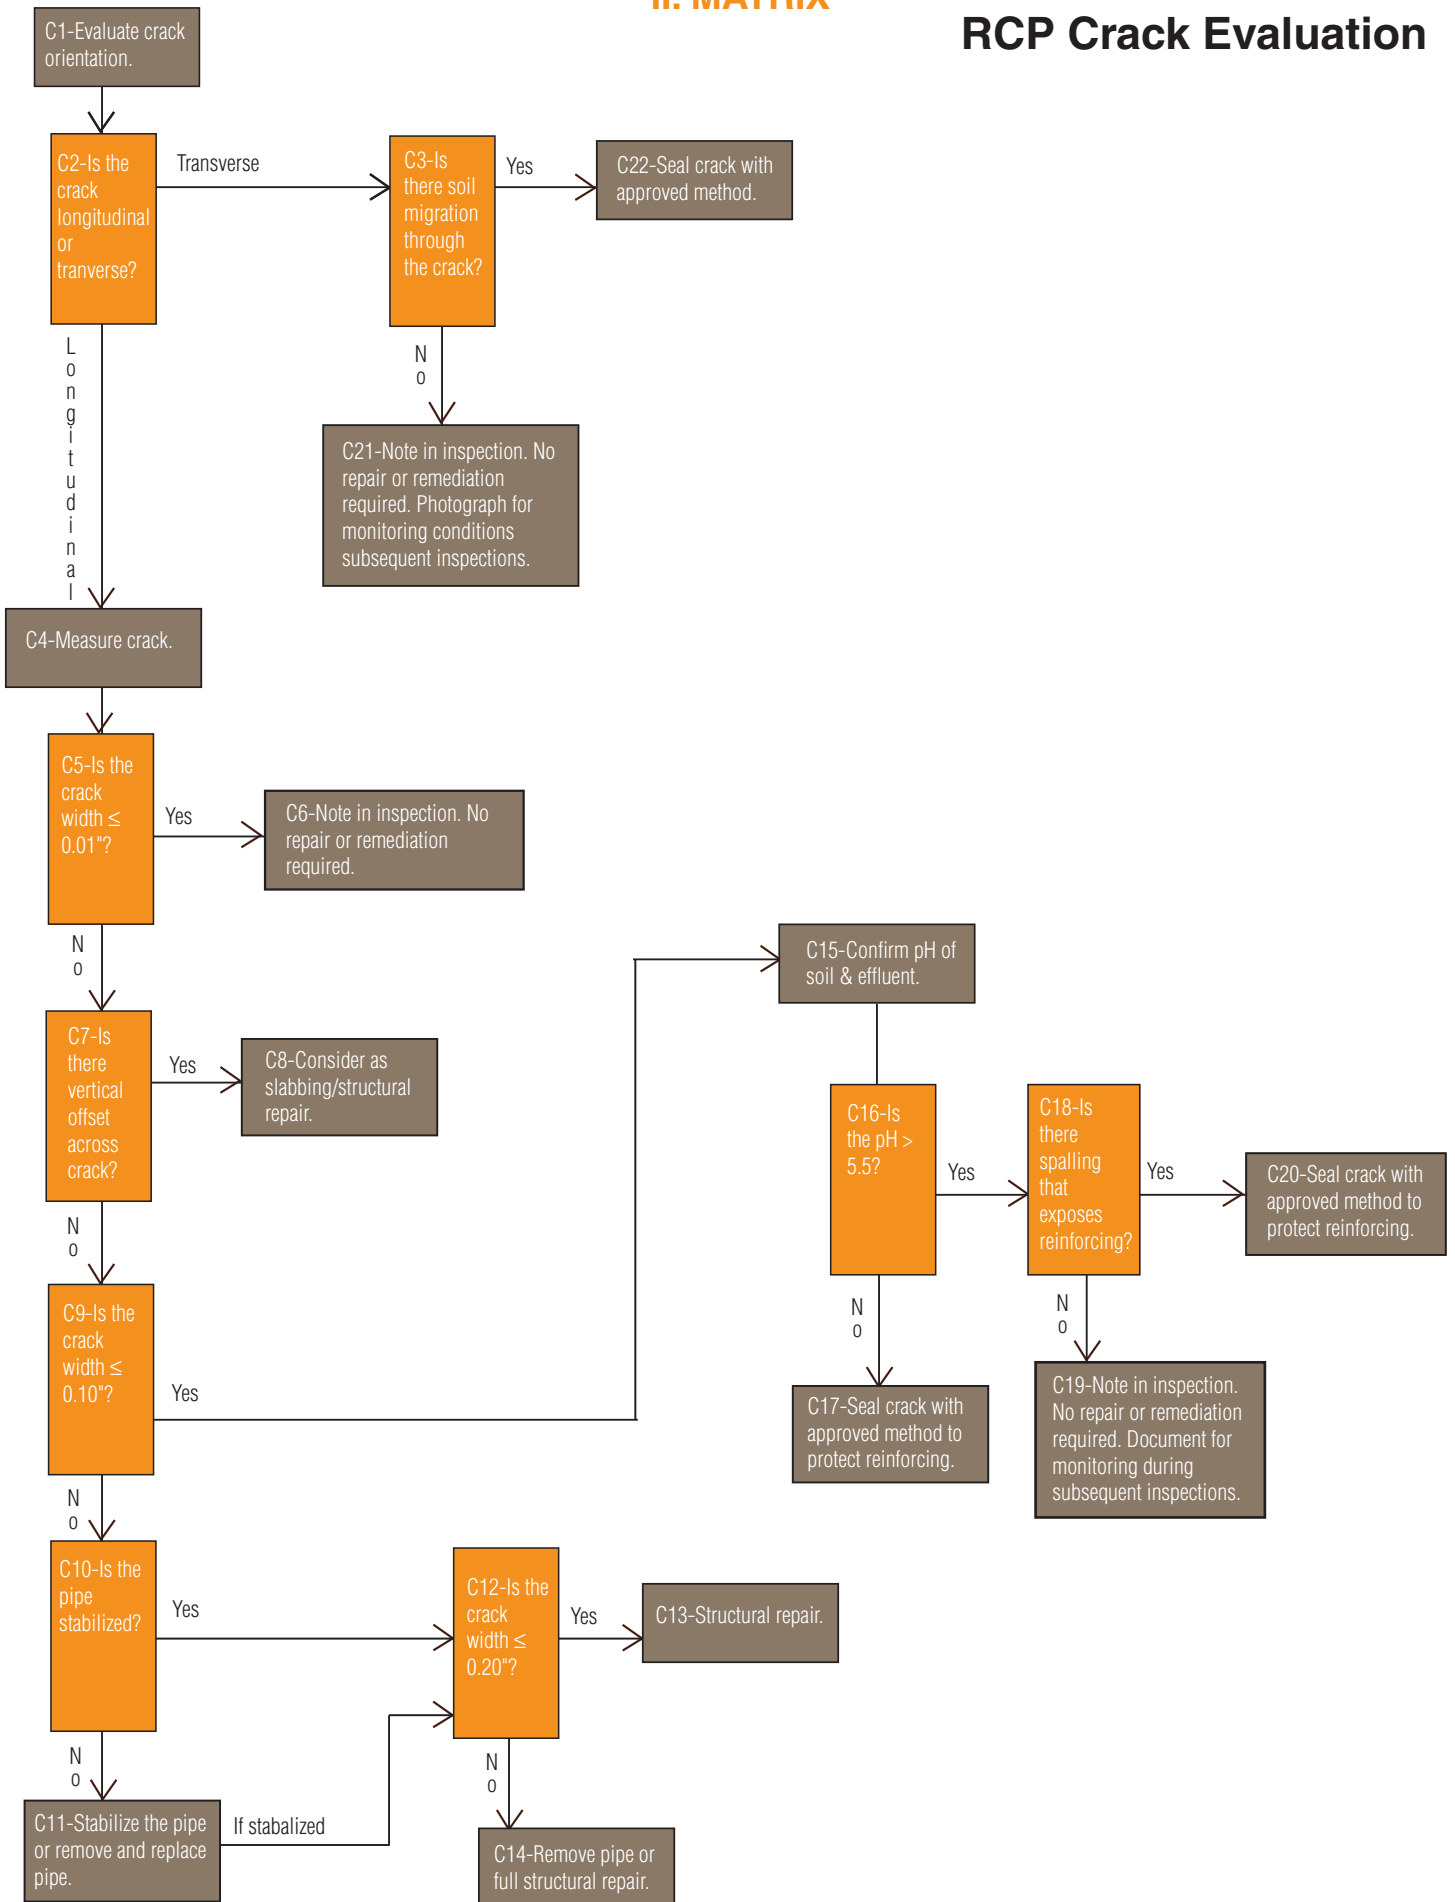 II. MATRIX
RCP Crack Evaluation
C1-Evaluate crack
orientation.
C2-Is the
crack
longitudinal
or
tranverse?
Transverse
C3-Is
there soil
migration
through
the crack?
Yes
C22-Seal crack with
approved method.
No
C21-Note in inspection. No
repair or remediation
required. Photograph for
monitoring conditions
subsequent inspections.
Longitudinal
C4-Measure crack.
C5-Is the
crack
width ≤
0.01"?
Yes
C6-Note in inspection. No
repair or remediation
required.
No
C7-Is
there
vertical
offset
across
crack?
Yes
C8-Consider as
slabbing/structural
repair.
No
C9-Is the
crack
width ≤
0.10"?
Yes
C15-Confirm pH of
soil & effluent.
C16-Is
the pH >
5.5?
Yes
C18-Is
there
spalling
that
exposes
reinforcing?
Yes
C20-Seal crack with
approved method to
protect reinforcing.
No
C17-Seal crack with
approved method to
protect reinforcing.
No
C19-Note in inspection.
No repair or remediation
required. Document for
monitoring during
subsequent inspections.
No
C10-Is the
pipe
stabilized?
Yes
C12-Is the
crack
width ≤
0.20"?
Yes
C13-Structural repair.
No
C11-Stabilize the pipe
or remove and replace
pipe.
If stabalized
No
C14-Remove pipe or
full structural repair.